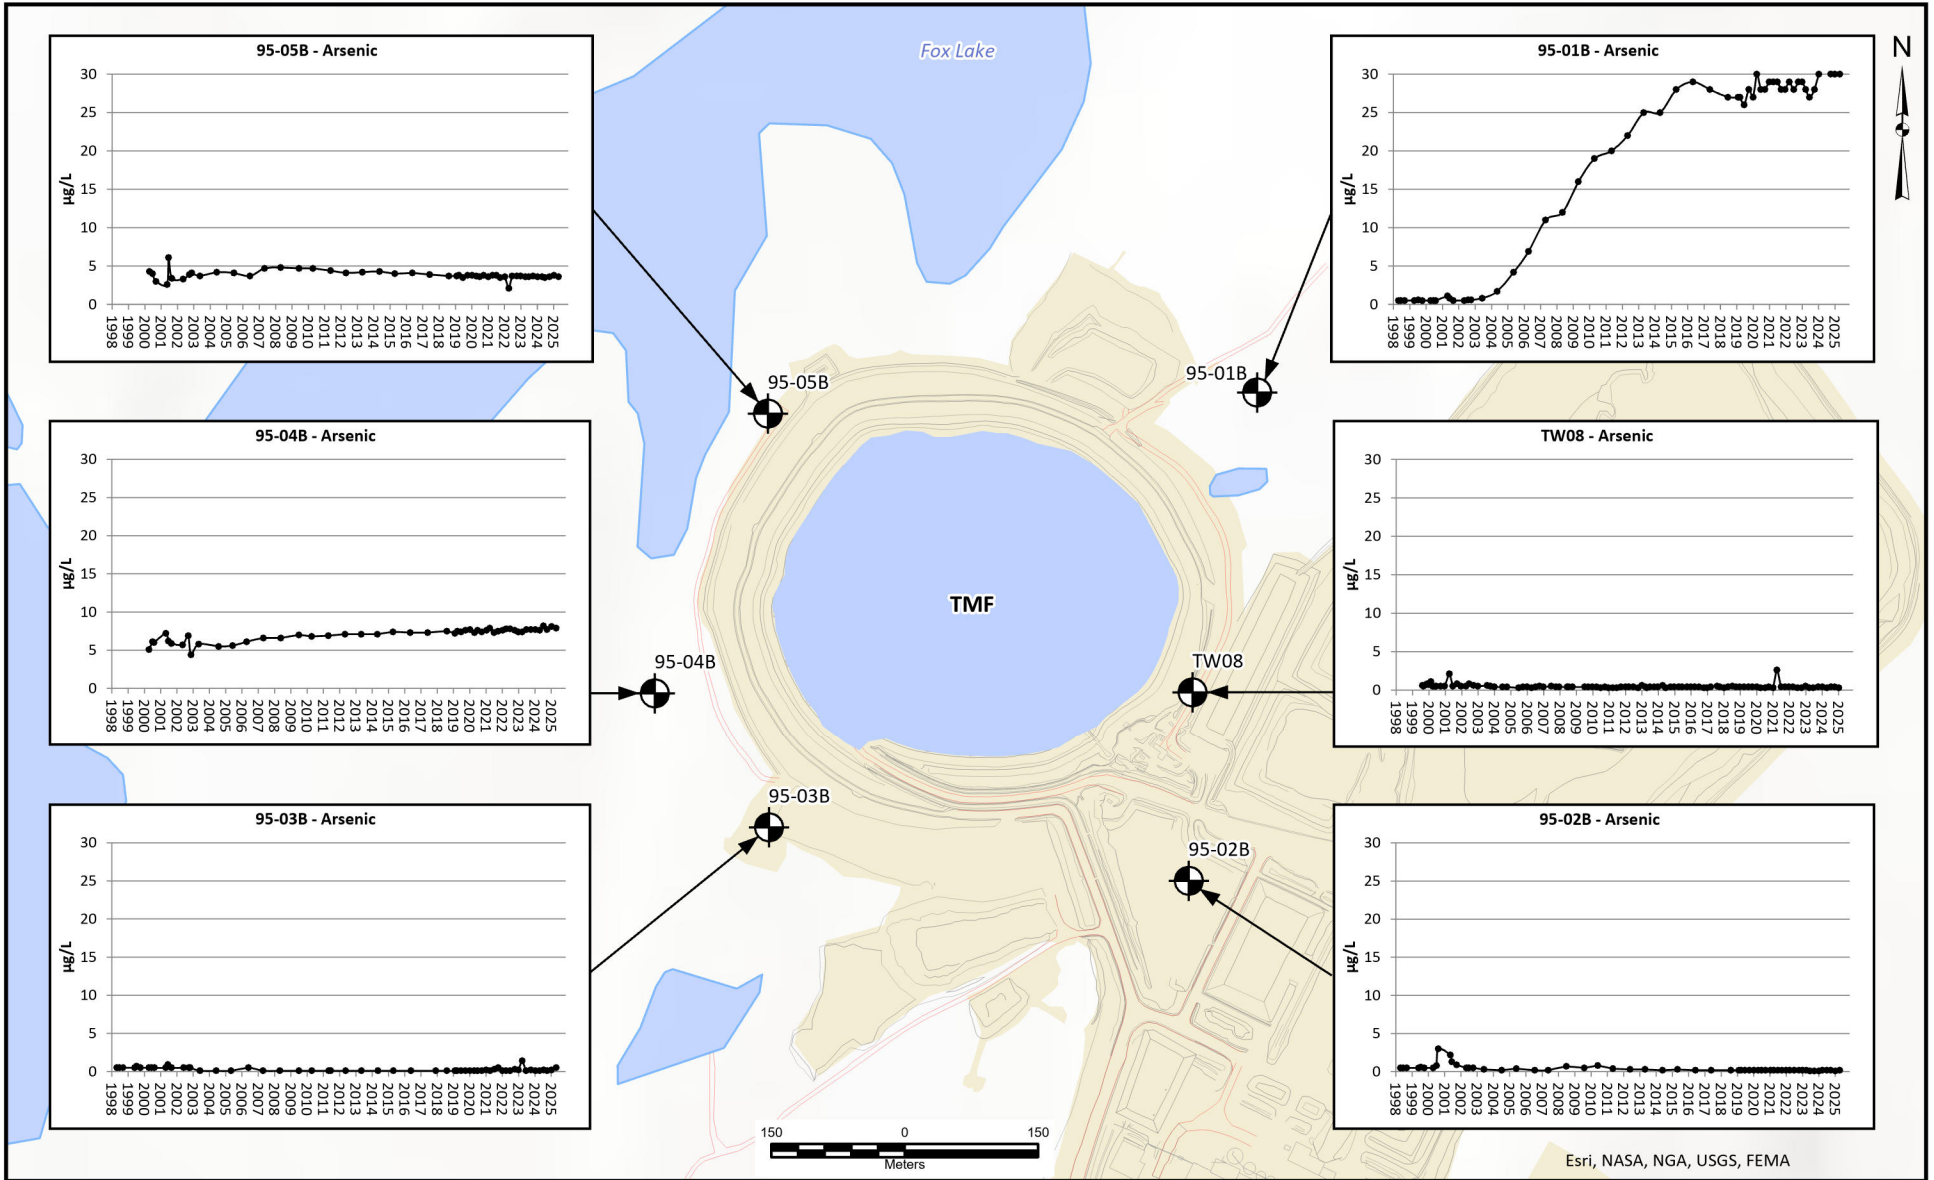 Fox Lake
N
95-05B - Arsenic
30
25
20
15
10
5
0
µg/L
1998 1999 2000 2001 2002 2003 2004 2005 2006 2007 2008 2009 2010 2011 2012 2013 2014 2015 2016 2017 2018 2019 2020 2021 2022 2023 2024 2025
95-01B - Arsenic
30
25
20
15
10
5
0
µg/L
1998 1999 2000 2001 2002 2003 2004 2005 2006 2007 2008 2009 2010 2011 2012 2013 2014 2015 2016 2017 2018 2019 2020 2021 2022 2023 2024 2025
95-05B
95-01B
95-04B - Arsenic
30
25
20
15
10
5
0
µg/L
1998 1999 2000 2001 2002 2003 2004 2005 2006 2007 2008 2009 2010 2011 2012 2013 2014 2015 2016 2017 2018 2019 2020 2021 2022 2023 2024 2025
TW08 - Arsenic
30
25
20
15
10
5
0
µg/L
1998 1999 2000 2001 2002 2003 2004 2005 2006 2007 2008 2009 2010 2011 2012 2013 2014 2015 2016 2017 2018 2019 2020 2021 2022 2023 2024 2025
TMF
95-04B
TW08
95-03B - Arsenic
30
25
20
15
10
5
0
µg/L
1998 1999 2000 2001 2002 2003 2004 2005 2006 2007 2008 2009 2010 2011 2012 2013 2014 2015 2016 2017 2018 2019 2020 2021 2022 2023 2024 2025
95-02B - Arsenic
30
25
20
15
10
5
0
µg/L
1998 1999 2000 2001 2002 2003 2004 2005 2006 2007 2008 2009 2010 2011 2012 2013 2014 2015 2016 2017 2018 2019 2020 2021 2022 2023 2024 2025
95-03B
95-02B
150 0 150
Meters
Esri, NASA, NGA, USGS, FEMA